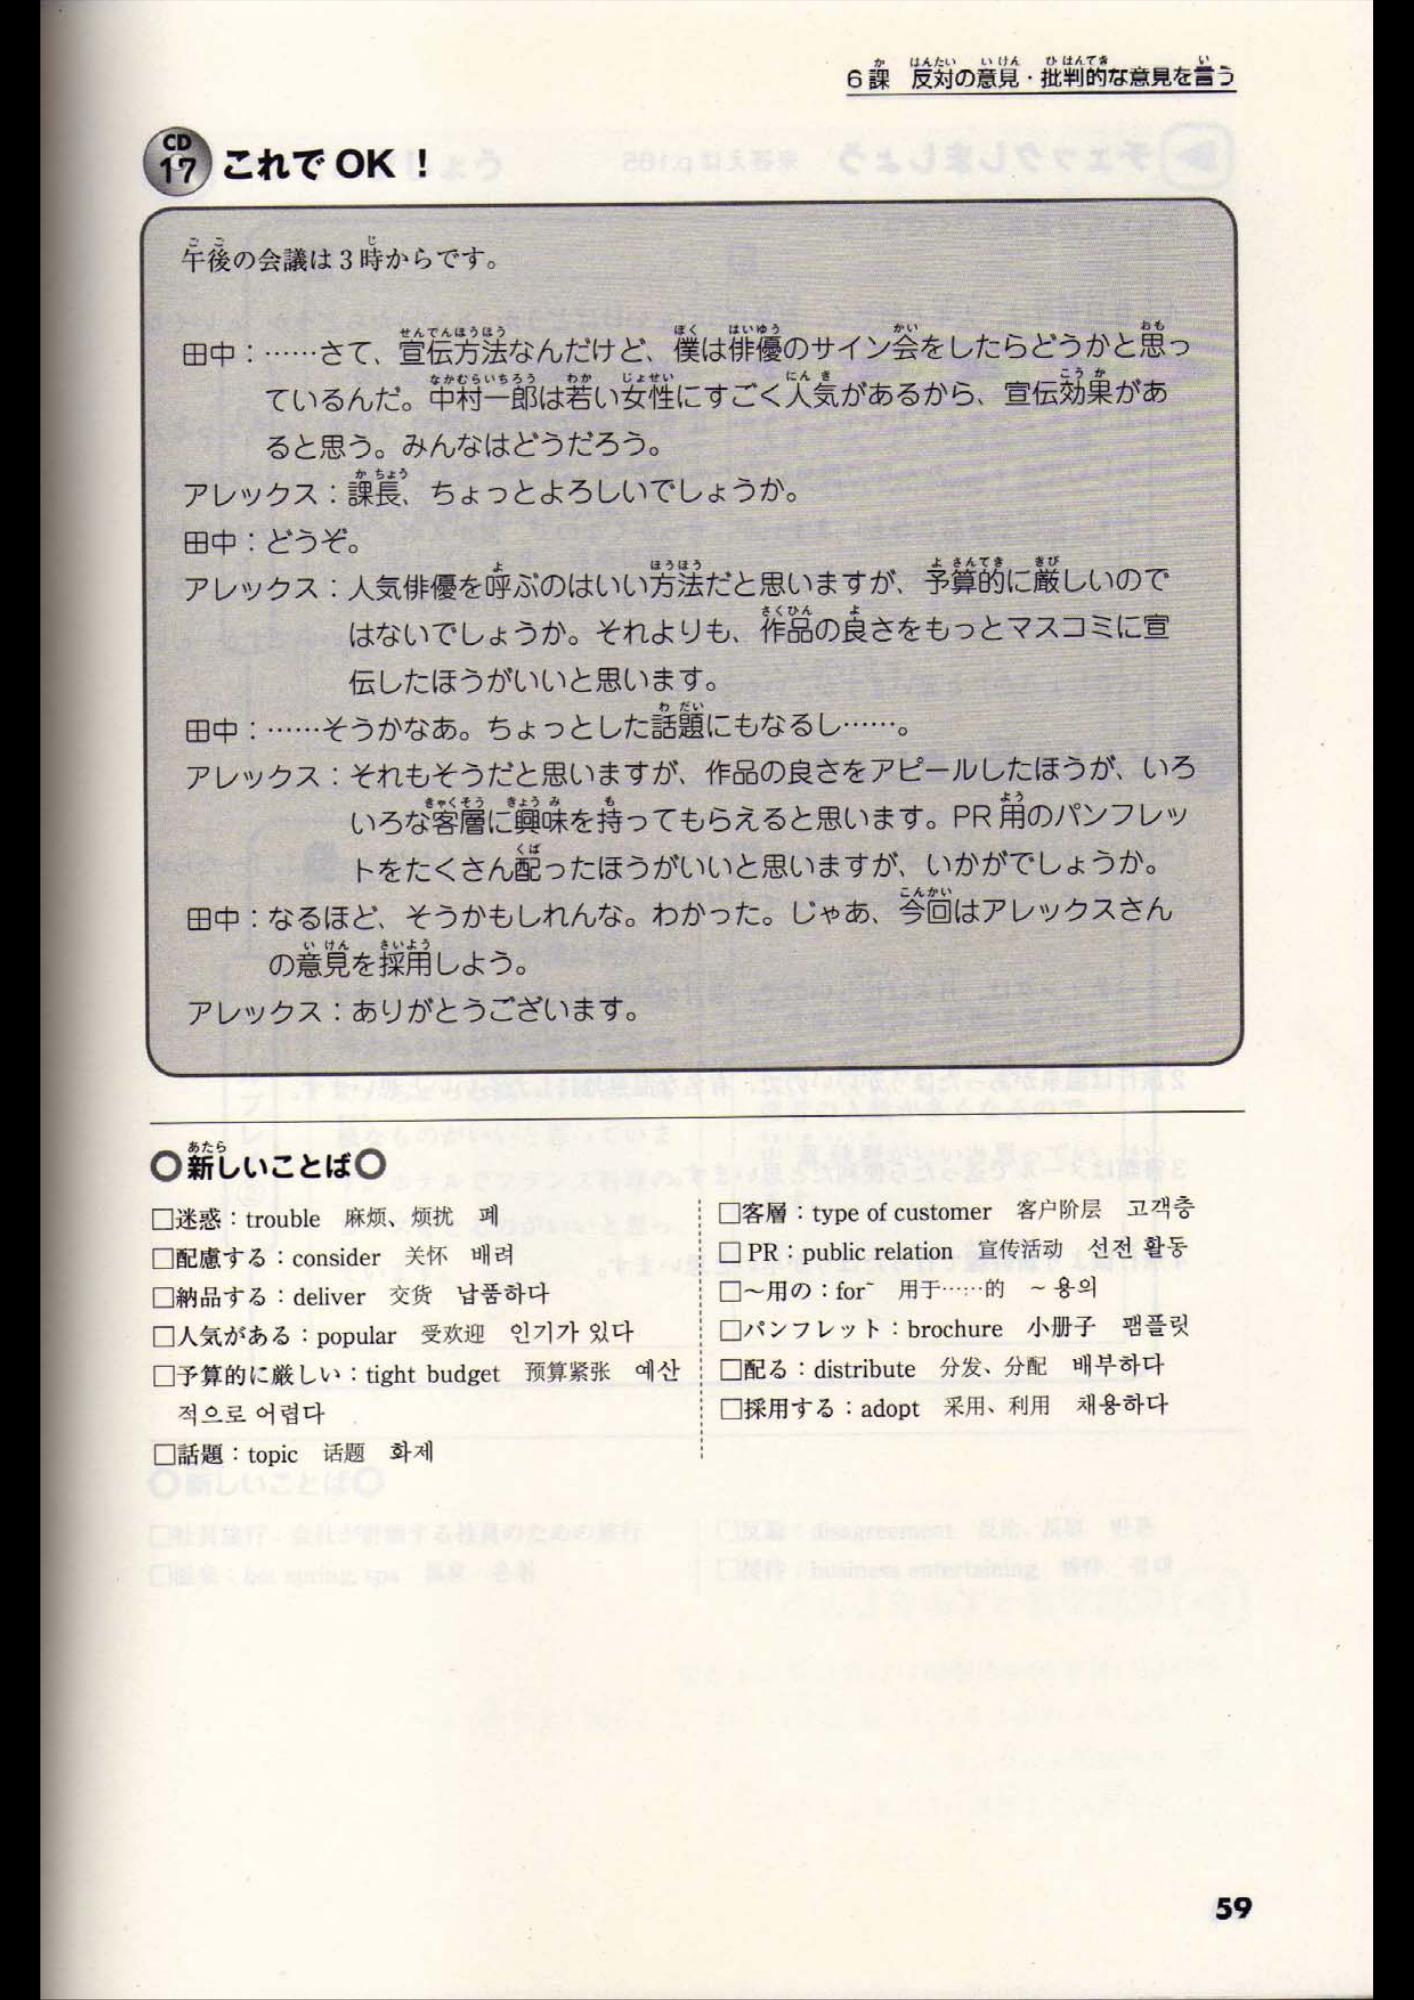 6課　反対の意見・批判的な意見を言う
CD 17 これで OK！
午後の会議は3時からです。
田中：……さて、宣伝方法なんだけど、僕は俳優のサイン会をしたらどうかと思っ
ているんだ。中村一郎は若い女性にすごく人気があるから、宣伝効果があ
ると思う。みんなはどうだろう。
アレックス：課長、ちょっとよろしいでしょうか。
田中：どうぞ。
アレックス：人気俳優を呼ぶのはいい方法だと思いますが、予算的に厳しいので
はないでしょうか。それよりも、作品の良さをもっとマスコミに宣
伝したほうがいいと思います。
田中：……そうかなあ。ちょっとした話題にもなるし……。
アレックス：それもそうだと思いますが、作品の良さをアピールしたほうが、いろ
いろな客層に興味を持ってもらえると思います。PR 用のパンフレッ
トをたくさん配ったほうがいいと思いますが、いかがでしょうか。
田中：なるほど、そうかもしれんな。わかった。じゃあ、今回はアレックスさん
の意見を採用しよう。
アレックス：ありがとうございます。
○新しいことば○
□迷惑：trouble　麻烦、烦扰　폐
□配慮する：consider　关怀　배려
□納品する：deliver　交货　납품하다
□人気がある：popular　受欢迎　인기가 있다
□予算的に厳しい：tight budget　预算紧张　예산
적으로 어렵다
□話題：topic　话题　화제
□客層：type of customer　客户阶层　고객층
□PR：public relation　宣传活动　선전 활동
□～用の：for~　用于……的　~ 용의
□パンフレット：brochure　小册子　팸플릿
□配る：distribute　分发、分配　배부하다
□採用する：adopt　采用、利用　채용하다
59